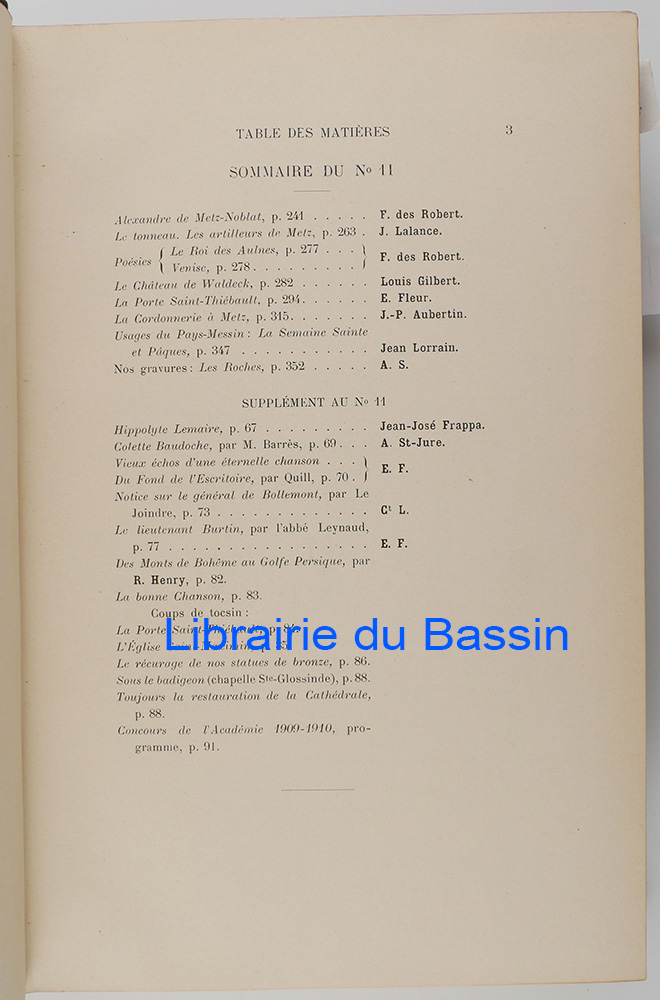 TABLE DES MATIÈRES 3
SOMMAIRE DU Nº 11
Alexandre de Metz-Noblat, p. 241 . . . . . F. des Robert.
Le tonneau. Les artilleurs de Metz, p. 263 . J. Lalance.
Poésies { Le Roi des Aulnes, p. 277 . . . }
Venise, p. 278. . . . . . . . . F. des Robert.
Le Château de Waldeck, p. 282 . . . . . . Louis Gilbert.
La Porte Saint-Thiébault, p. 294. . . . . . E. Fleur.
La Cordonnerie à Metz, p. 315. . . . . . . J.-P. Aubertin.
Usages du Pays-Messin : La Semaine Sainte
et Pâques, p. 347 . . . . . . . . . . . Jean Lorrain.
Nos gravures : Les Roches, p. 352 . . . . . A. S.
SUPPLÉMENT AU Nº 11
Hippolyte Lemaire, p. 67 . . . . . . . . . Jean-José Frappa.
Colette Baudoche, par M. Barrès, p. 69. . . A. St-Jure.
Vieux échos d'une éternelle chanson . . . }
Du Fond de l'Escritoire, par Quill, p. 70 . } E. F.
Notice sur le général de Bollemont, par Le
Joindre, p. 73 . . . . . . . . . . . . . Ct L.
Le lieutenant Burtin, par l'abbé Leynaud,
p. 77 . . . . . . . . . . . . . . . . . E. F.
Des Monts de Bohême au Golfe Persique, par
R. Henry, p. 82.
La bonne Chanson, p. 83.
Coups de tocsin :
La Porte Saint-Thiébault, p. 84.
Librairie du Bassin
L'Église
Le récurage de nos statues de bronze, p. 86.
Sous le badigeon (chapelle Ste-Glossinde), p. 88.
Toujours la restauration de la Cathédrale,
p. 88.
Concours de l'Académie 1909-1910, pro-
gramme, p. 91.